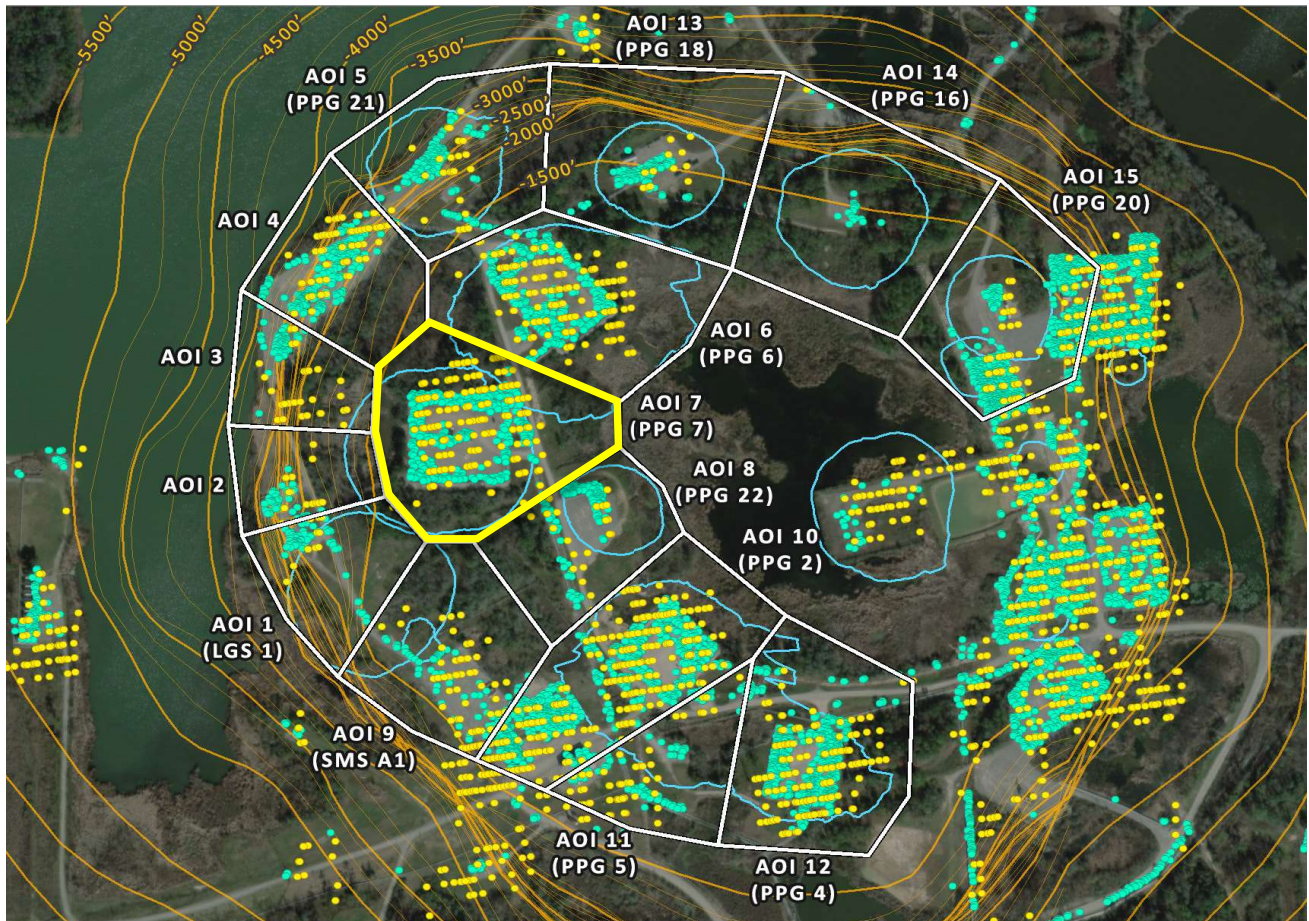 -5500'
-5000'
-4500'
-4000'
-3500'
-3000'
-2500'
-2000'
-1500'
AOI 13
(PPG 18)
AOI 14
(PPG 16)
AOI 5
(PPG 21)
AOI 15
(PPG 20)
AOI 4
AOI 3
AOI 6
(PPG 6)
AOI 7
(PPG 7)
AOI 2
AOI 8
(PPG 22)
AOI 10
(PPG 2)
AOI 1
(LGS 1)
AOI 9
(SMS A1)
AOI 11
(PPG 5)
AOI 12
(PPG 4)